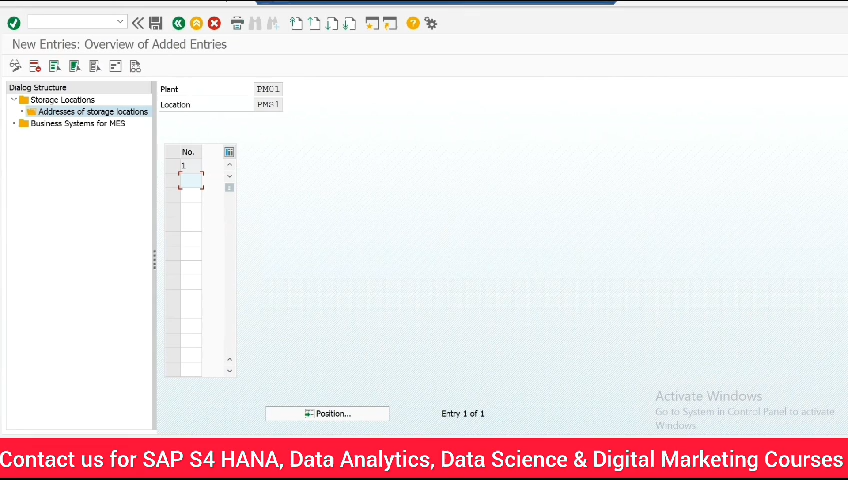 New Entries: Overview of Added Entries
Dialog Structure
Storage Locations
Addresses of storage locations
Business Systems for MES
Plant PM01
Location
No.
1
Position...
Entry 1 of 1
Activate Windows
Go to System in Control Panel to activate
Windows.
Contact us for SAP S4 HANA, Data Analytics, Data Science & Digital Marketing Courses